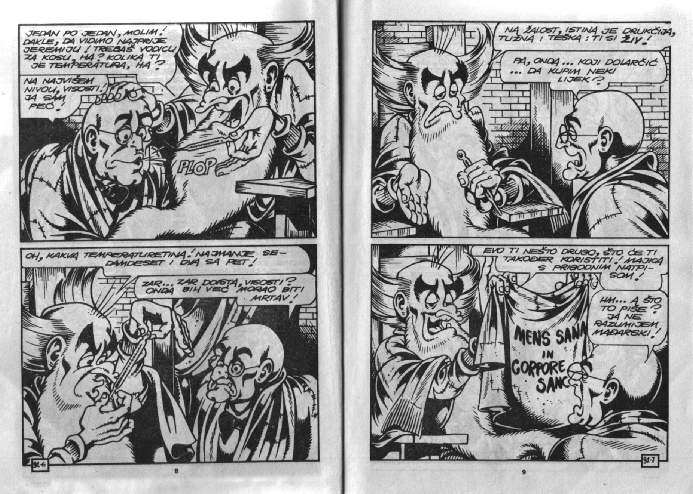 JEDAN PO JEDAN, MOLIM!
DAKLE, DA VIDIMO NAJPRIJE
JEREMIJU! TREBAŠ VODICU
ZA KOSU, HA? KOLIKA TI
JE TEMPERATURA, HA?
NA NAJVIŠEM
NIVOU, VISOSTI!
JA SAM
PEĆ!
PLOP
OH, KAKVA TEMPERATURETINA! NAJMANJE SE-
DAMDESET I DVA SA PET!
ZAR... ZAR DOISTA, VISOSTI?
ONDA BIH VEĆ MORAO BITI
MRTAV!
8
NA ŽALOST, ISTINA JE DRUKČIJA,
TUŽNA I TEŠKA: TI SI ŽIV!
PA, ONDA... KOJI DOLARČIĆ
... DA KUPIM NEKI
LIJEK?
EVO TI NEŠTO DRUGO, ŠTO ĆE TI
TAKOĐER KORISTITI! MAJICA
S PRIGODNIM NATPI-
SOM!
HM... A ŠTO
TO PIŠE?
JA NE
RAZUMIJEM
MAĐARSKI!
MENS SANA
IN
CORPORE
SANO
9